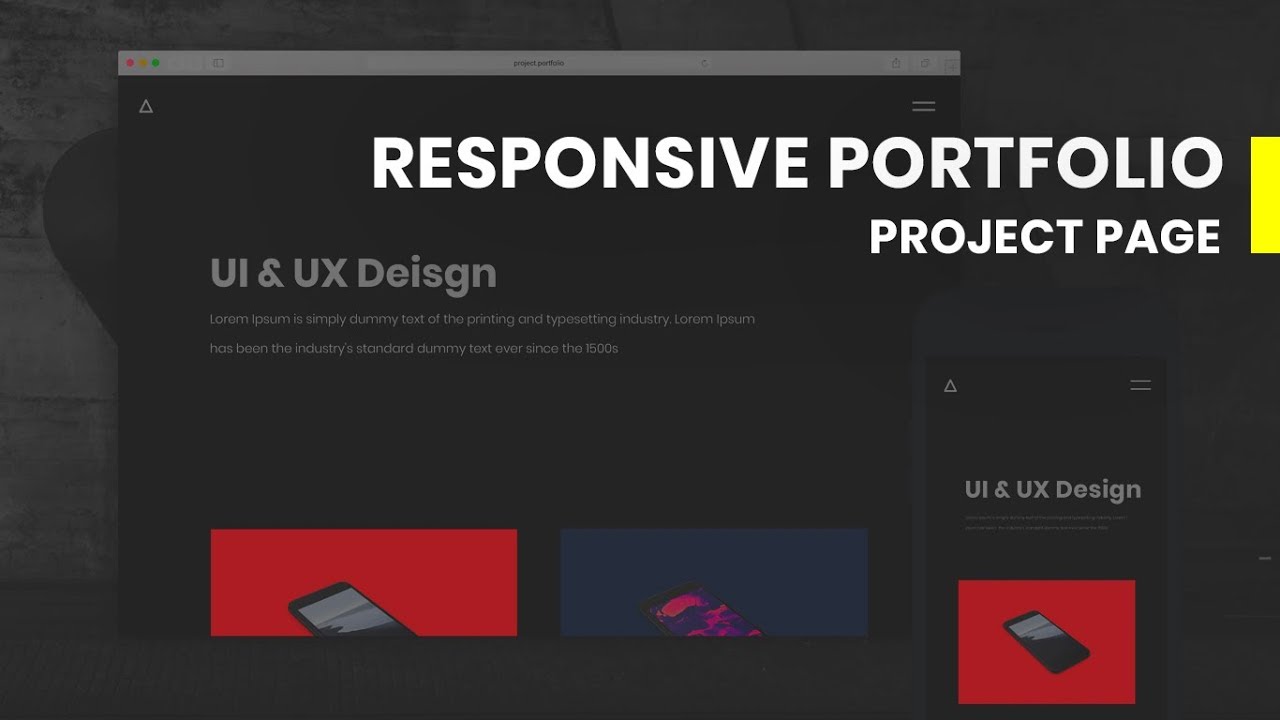 project.portfolio
RESPONSIVE PORTFOLIO
PROJECT PAGE
UI & UX Deisgn
Lorem Ipsum is simply dummy text of the printing and typesetting industry. Lorem Ipsum
has been the industry's standard dummy text ever since the 1500s
UI & UX Design